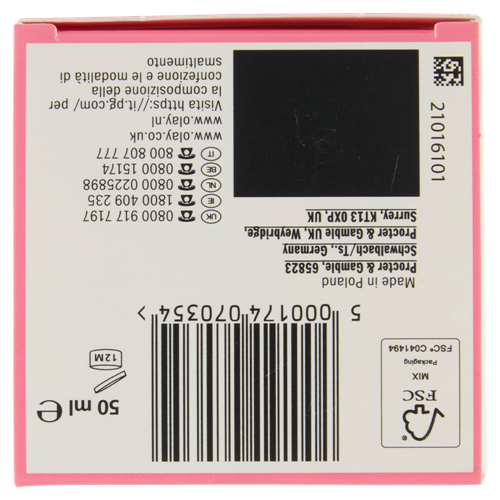 50 ml e
12M
5 000174 070354 >
FSC
MIX
Packaging
FSC® C041494
Made in Poland
Procter & Gamble, 65823
Schwalbach/Ts., Germany
Procter & Gamble UK, Weybridge,
Surrey, KT13 0XP, UK
UK 0800 917 7197
IE 1800 409 235
NL 0800 0225898
BE 0800 15174
IT 800 807 777
www.olay.co.uk
www.olay.nl
Visita https://it.pg.com/ per
la composizione della
confezione e le modalità di
smaltimento
21016101